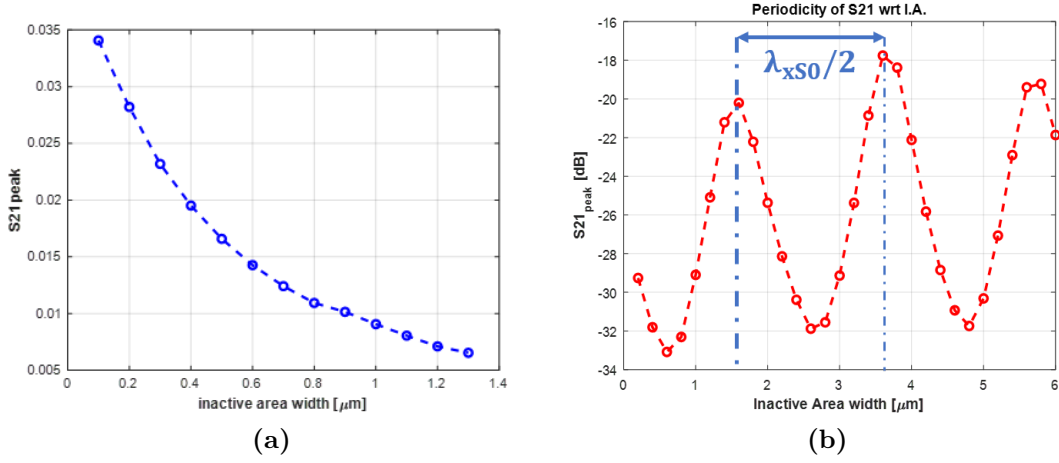 0.035
0.03
0.025
0.02
0.015
0.01
0.005
S21 peak
0 0.2 0.4 0.6 0.8 1 1.2 1.4
inactive area width [μm]
(a)
Periodicity of S21 wrt I.A.
λxS0/2
-16
-18
-20
-22
-24
-26
-28
-30
-32
-34
S21peak [dB]
0 1 2 3 4 5 6
Inactive Area width [μm]
(b)